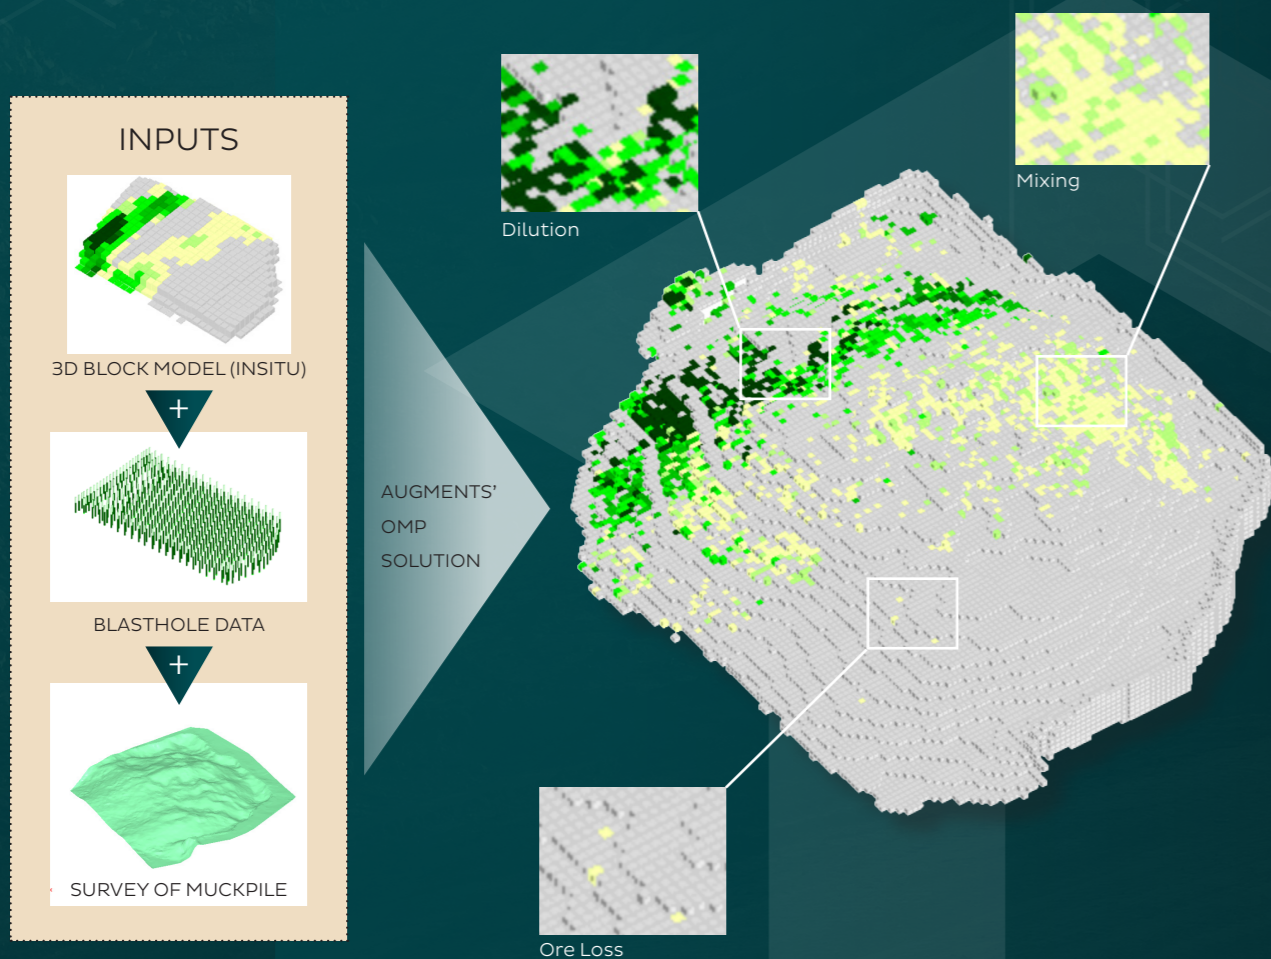 INPUTS
3D BLOCK MODEL (INSITU)
+
BLASTHOLE DATA
+
SURVEY OF MUCKPILE
AUGMENTS’
OMP
SOLUTION
Dilution
Mixing
Ore Loss